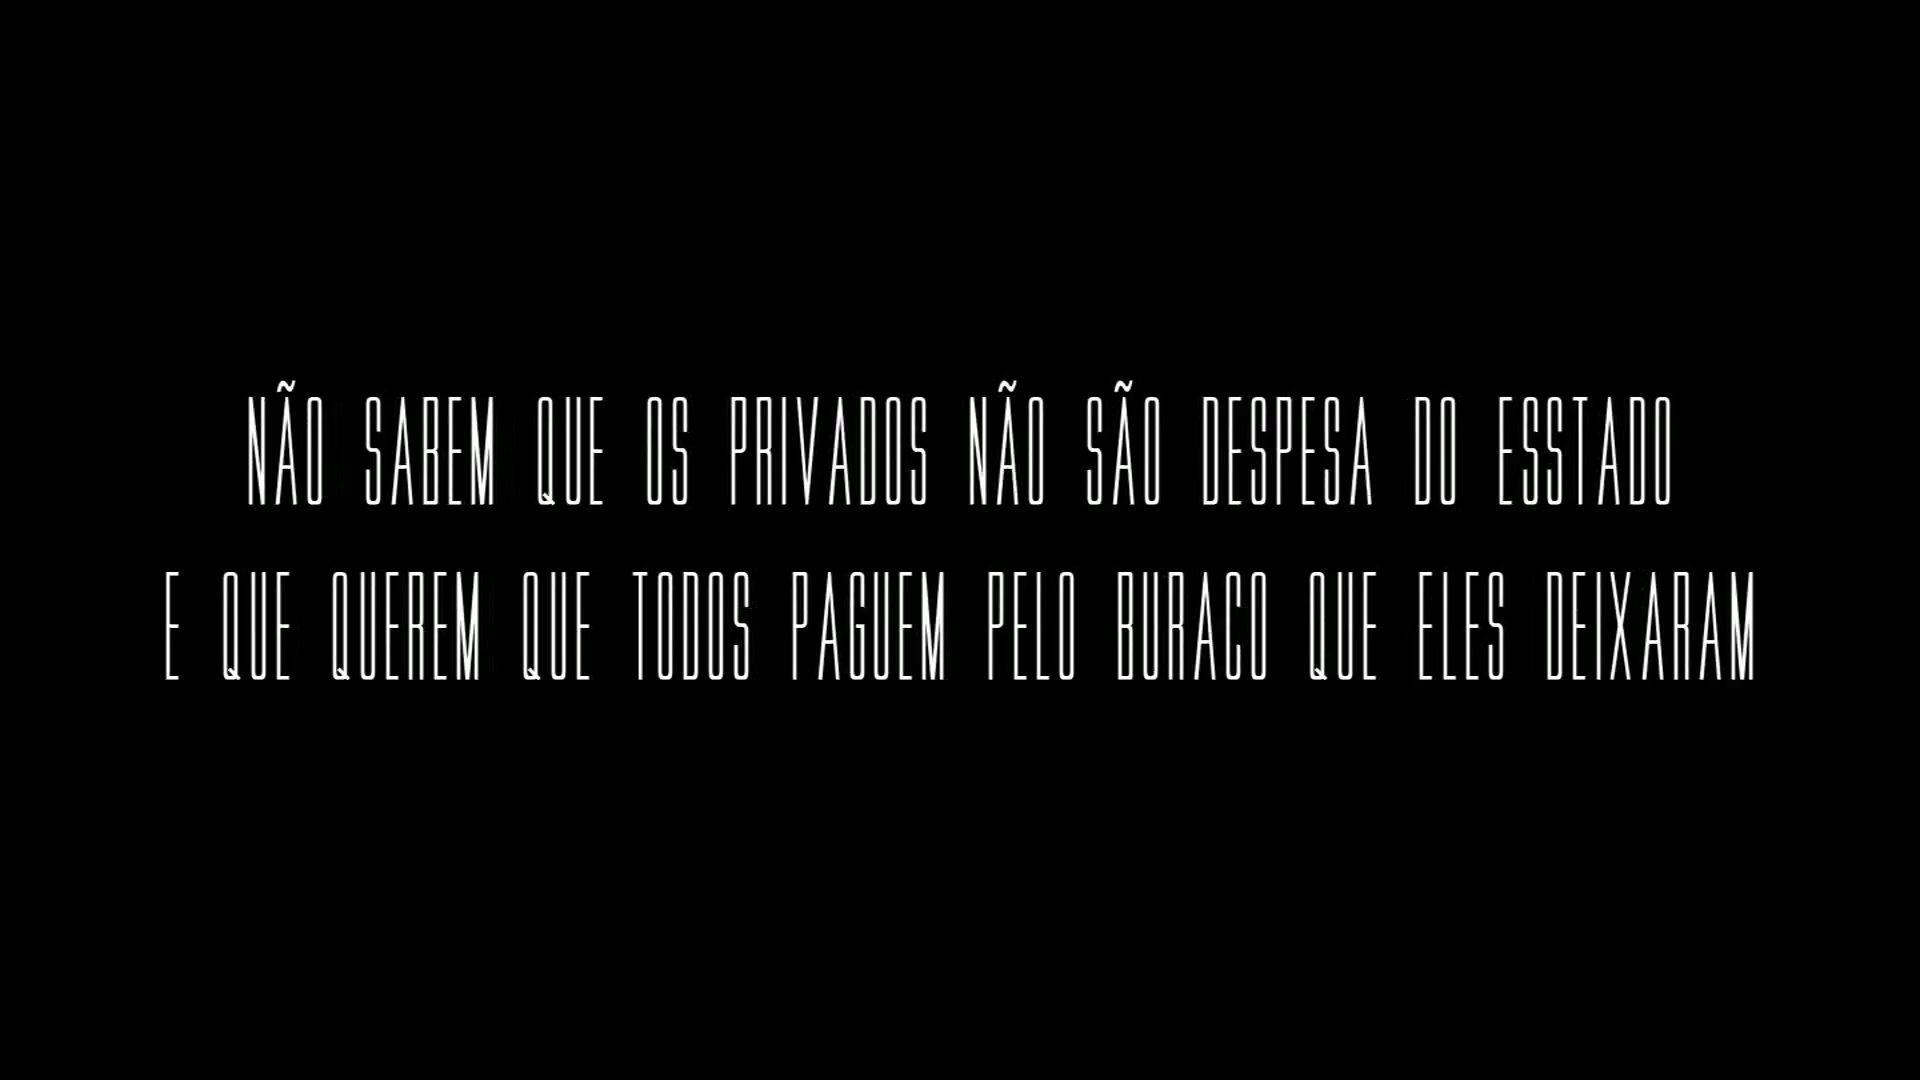 NÃO SABEM QUE OS PRIVADOS NÃO SÃO DESPESA DO ESSTADO
E QUE QUEREM QUE TODOS PAGUEM PELO BURACO QUE ELES DEIXARAM